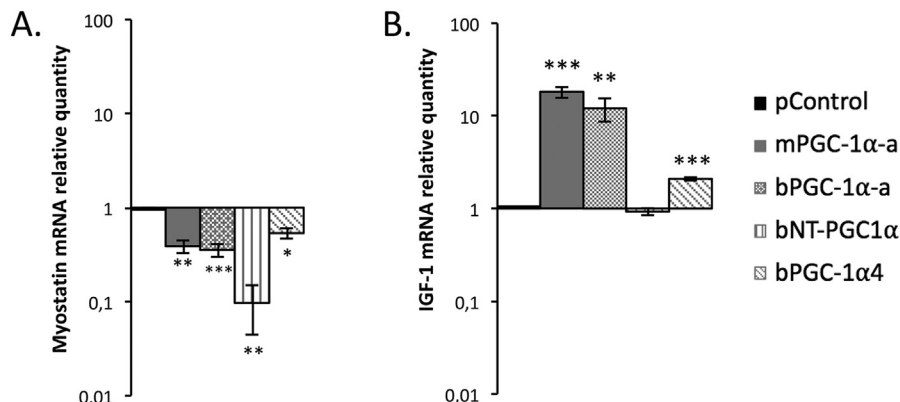 A.
Myostatin mRNA relative quantity
100
10
1
0,1
0,01
**
***
**
*
B.
IGF-1 mRNA relative quantity
100
10
1
0,1
0,01
***
**
***
pControl
mPGC-1α-a
bPGC-1α-a
bNT-PGC1α
bPGC-1α4